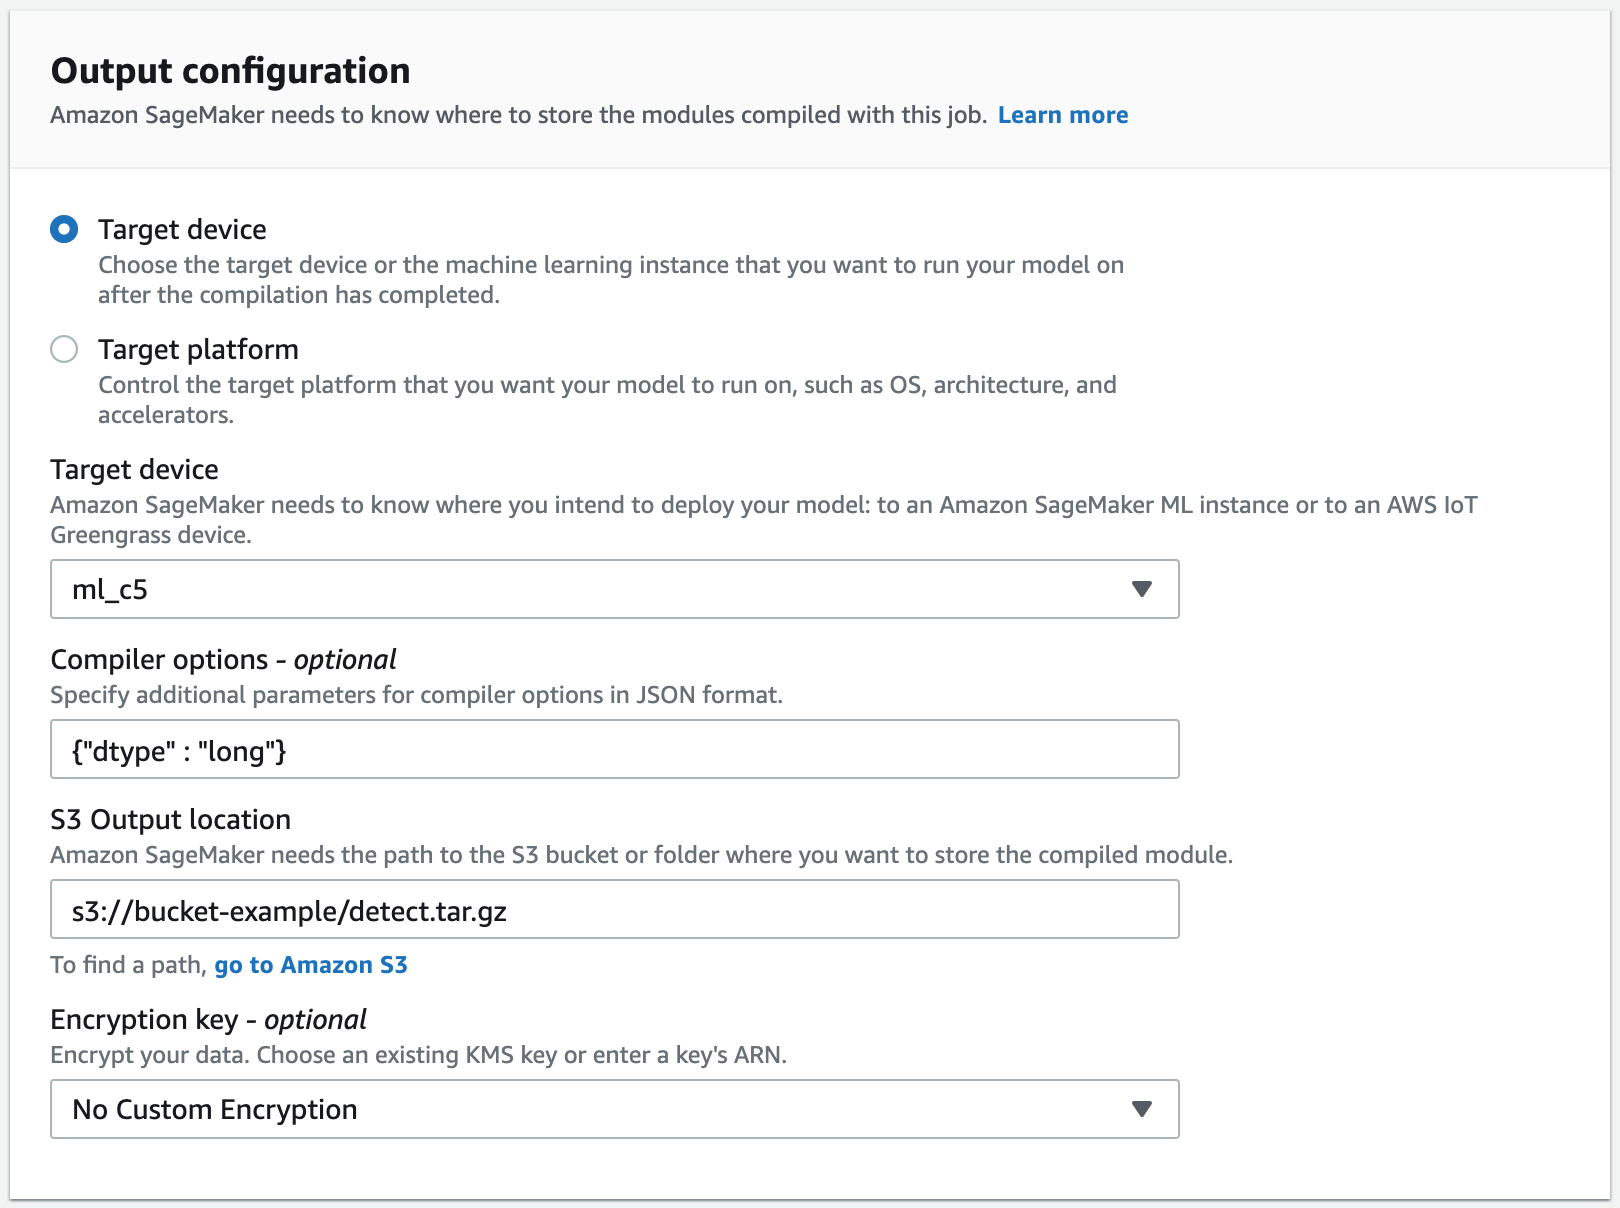 Output configuration
Amazon SageMaker needs to know where to store the modules compiled with this job. Learn more
Target device
Choose the target device or the machine learning instance that you want to run your model on
after the compilation has completed.
Target platform
Control the target platform that you want your model to run on, such as OS, architecture, and
accelerators.
Target device
Amazon SageMaker needs to know where you intend to deploy your model: to an Amazon SageMaker ML instance or to an AWS IoT
Greengrass device.
ml_c5
Compiler options - optional
Specify additional parameters for compiler options in JSON format.
{"dtype" : "long"}
S3 Output location
Amazon SageMaker needs the path to the S3 bucket or folder where you want to store the compiled module.
s3://bucket-example/detect.tar.gz
To find a path, go to Amazon S3
Encryption key - optional
Encrypt your data. Choose an existing KMS key or enter a key's ARN.
No Custom Encryption